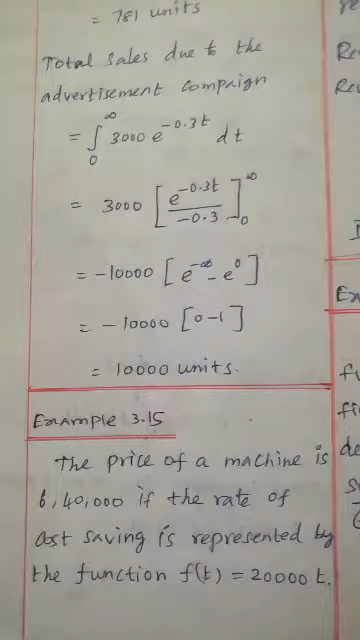 = 781 units
Total sales due to the
advertisement campaign
= ∫₀^∞ 3000 e^{-0.3t} dt
= 3000 [e^{-0.3t}/-0.3]₀^∞
= -10000 [e^{-∞} - e^0]
= -10000 [0-1]
= 10000 units.
Example 3.15
The price of a machine is
6,40,000 if the rate of
cost saving is represented by
the function f(t) = 20000 t.